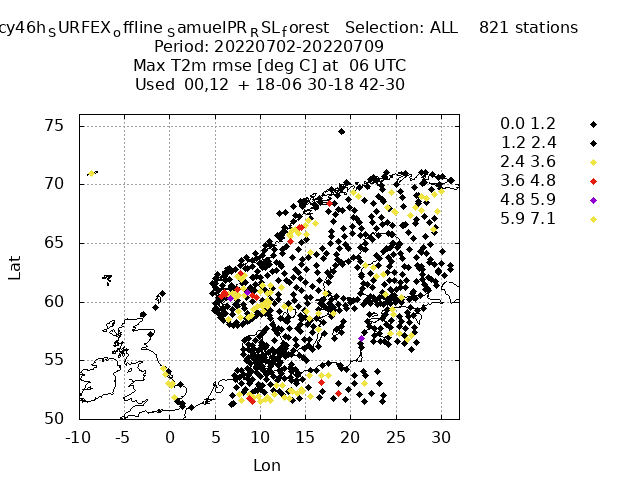 cy46hSURFEXoffline SamuelPRRSLforest Selection: ALL 821 stations
Period: 20220702-20220709
Max T2m rmse [deg C] at 06 UTC
Used 00,12 + 18-06 30-18 42-30
0.0 1.2
1.2 2.4
2.4 3.6
3.6 4.8
4.8 5.9
5.9 7.1
75
70
65
60
55
50
Lat
-10 -5 0 5 10 15 20 25 30
Lon